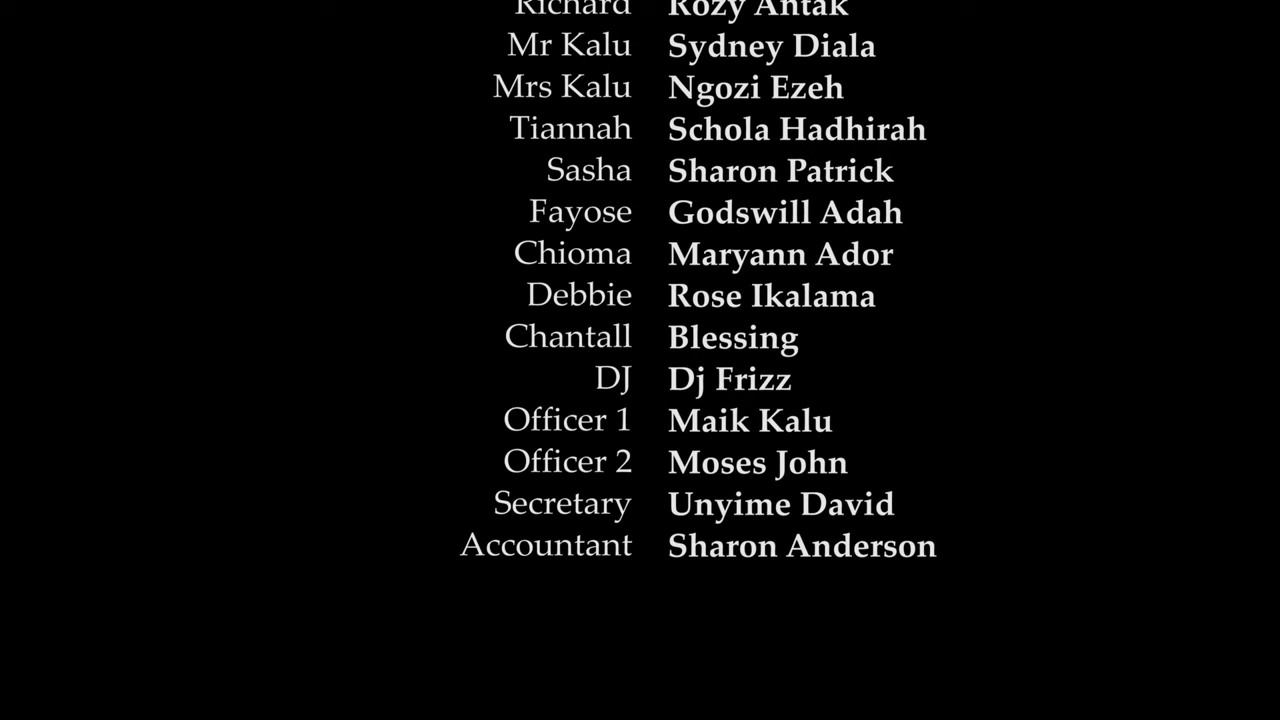 Richard Rozy Antak
Mr Kalu Sydney Diala
Mrs Kalu Ngozi Ezeh
Tiannah Schola Hadhirah
Sasha Sharon Patrick
Fayose Godswill Adah
Chioma Maryann Ador
Debbie Rose Ikalama
Chantall Blessing
DJ Dj Frizz
Officer 1 Maik Kalu
Officer 2 Moses John
Secretary Unyime David
Accountant Sharon Anderson